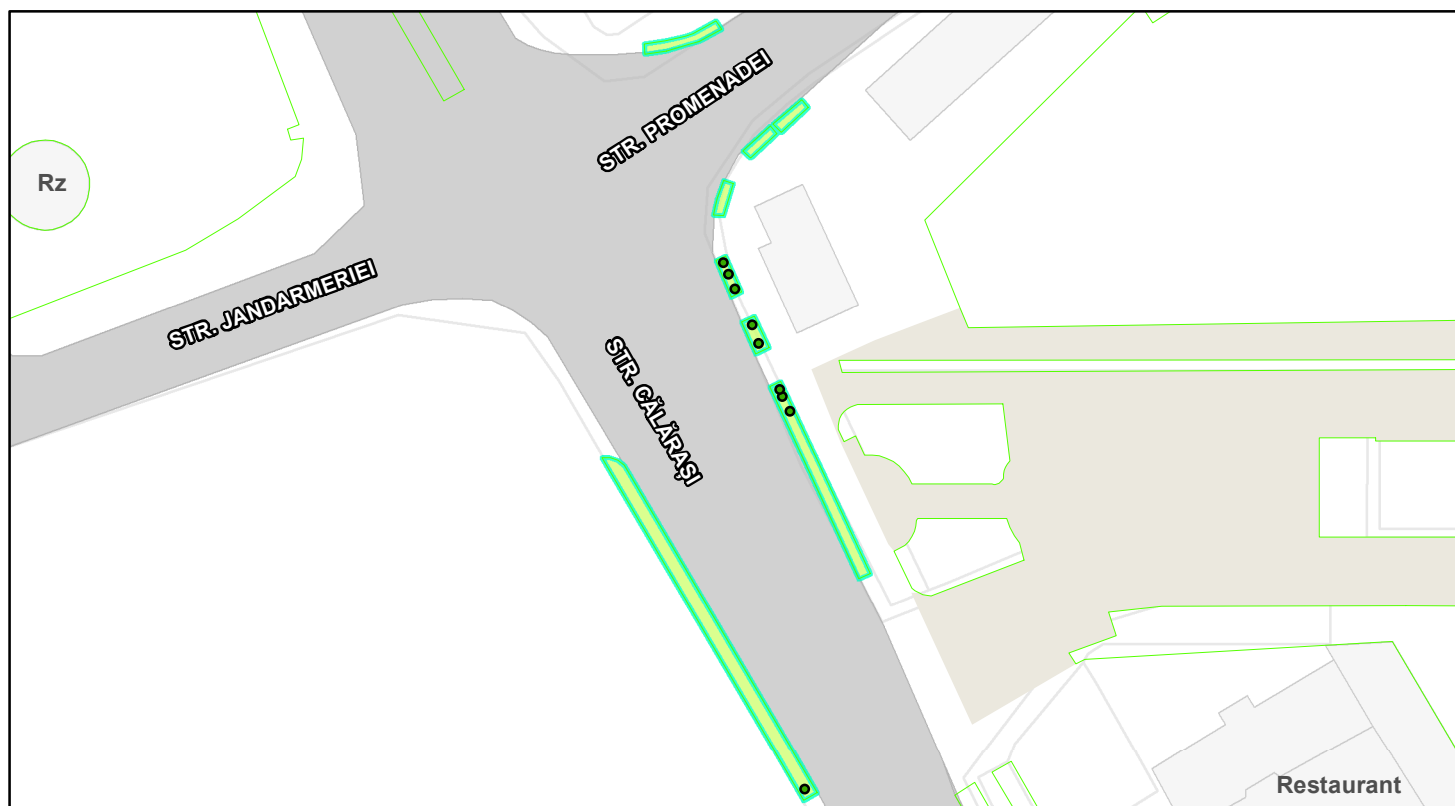 STR. PROMENADEI
Rz
STR. JANDARMERIEI
STR. CĂLĂRAȘI
Restaurant